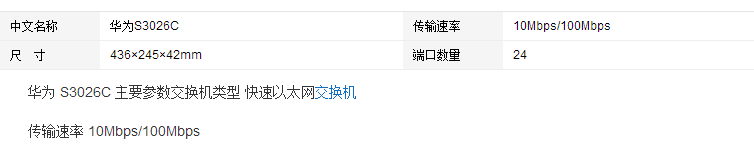 中文名称 华为S3026C 传输速率 10Mbps/100Mbps
尺 寸 436×245×42mm 端口数量 24
华为 S3026C 主要参数交换机类型 快速以太网交换机
传输速率 10Mbps/100Mbps